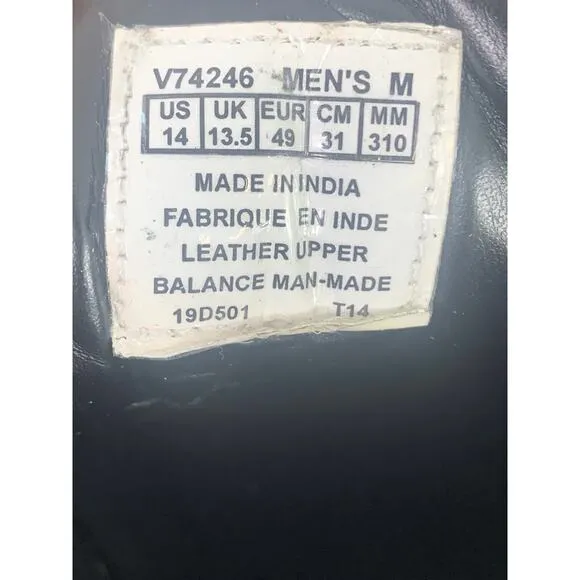 V74246 MEN'S M
US UK EUR CM MM
14 13.5 49 31 310
MADE IN INDIA
FABRIQUE EN INDE
LEATHER UPPER
BALANCE MAN-MADE
19D501 T14